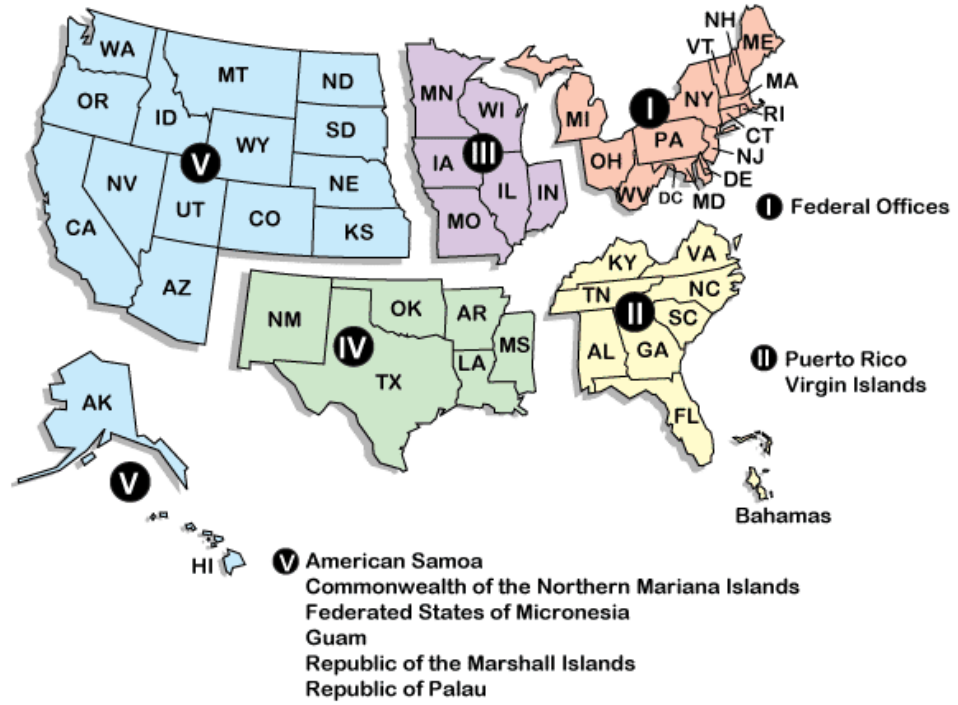 WA
MT
ND
OR
ID
SD
WY
V
NE
NV
UT
CO
KS
CA
AZ
MN
WI
III
IA
IL
IN
MO
NH
VT
ME
MI
I
NY
MA
RI
CT
PA
NJ
OH
DE
WV
DC
MD
I Federal Offices
NM
OK
AR
IV
MS
LA
TX
KY
VA
TN
NC
II
SC
AL
GA
FL
II Puerto Rico
Virgin Islands
Bahamas
AK
V
HI
V American Samoa
Commonwealth of the Northern Mariana Islands
Federated States of Micronesia
Guam
Republic of the Marshall Islands
Republic of Palau